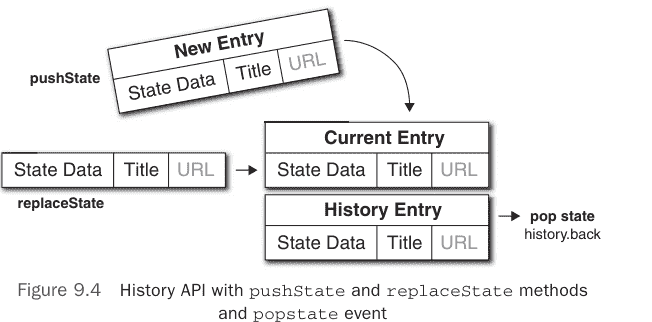 New Entry
State Data Title URL
pushState
Current Entry
State Data Title URL
State Data Title URL
replaceState
History Entry
State Data Title URL
pop state
history.back
Figure 9.4 History API with pushState and replaceState methods
and popstate event